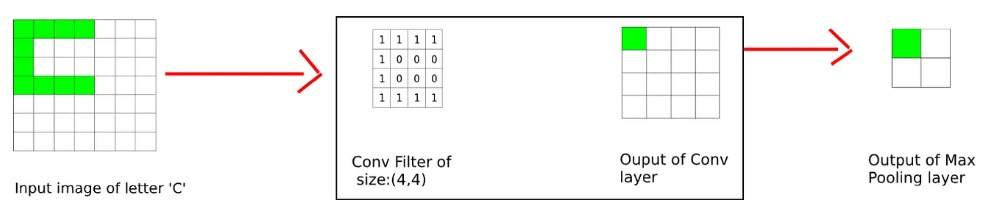 1 1 1 1
1 0 0 0
1 0 0 0
1 1 1 1
Input image of letter 'C'
Conv Filter of
size:(4,4)
Ouput of Conv
layer
Output of Max
Pooling layer